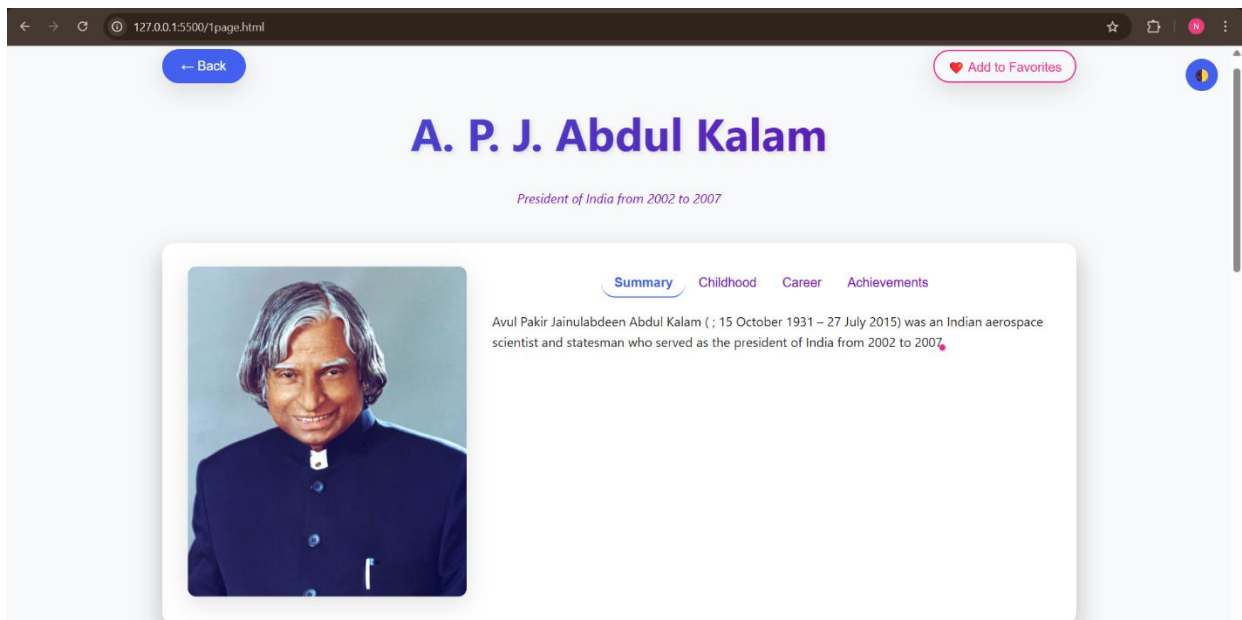 127.0.0.1:5500/1page.html
N
← Back
Add to Favorites
A. P. J. Abdul Kalam
President of India from 2002 to 2007
Summary Childhood Career Achievements
Avul Pakir Jainulabdeen Abdul Kalam ( ; 15 October 1931 – 27 July 2015) was an Indian aerospace
scientist and statesman who served as the president of India from 2002 to 2007.